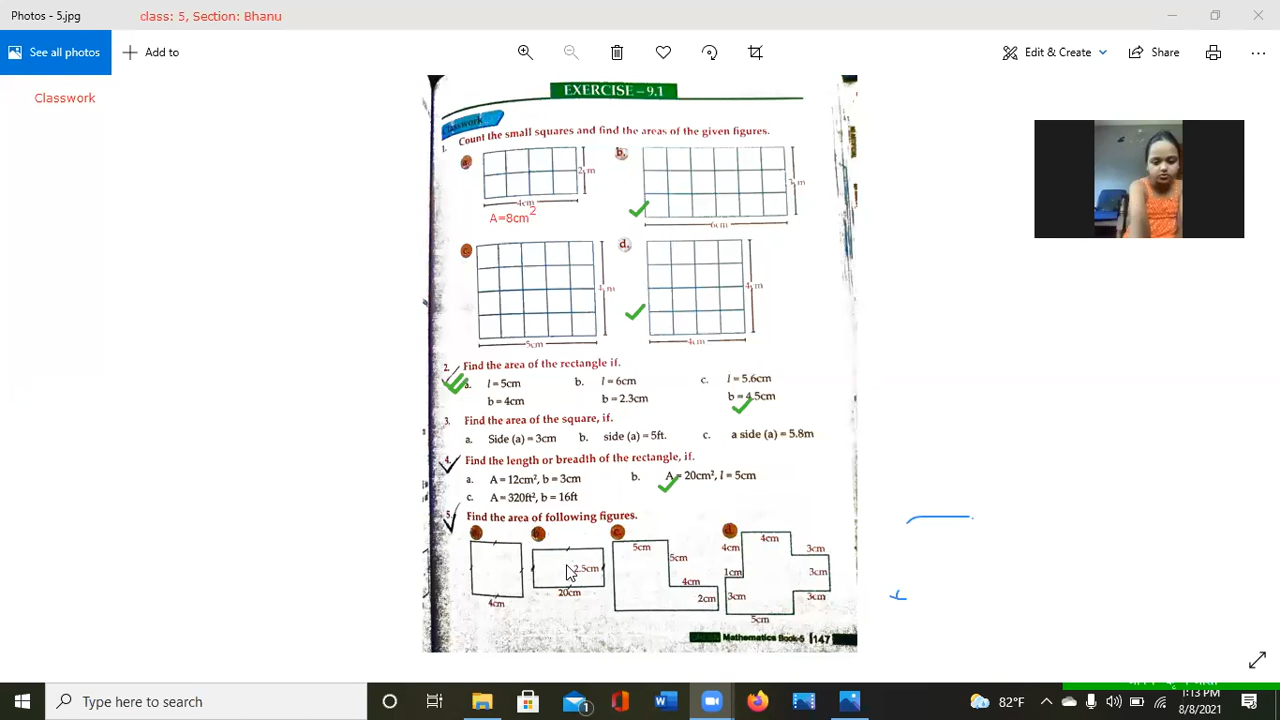 Photos - 5.jpg
class: 5, Section: Bhanu
See all photos
Add to
Edit & Create
Share
Classwork
EXERCISE – 9.1
Classwork
1. Count the small squares and find the areas of the given figures.
a.
2
m
4cm
A=8cm2
b.
m
6cm
c.
4
m
5cm
d.
4
m
4cm
2. Find the area of the rectangle if.
a. l = 5cm b. l = 6cm c. l = 5.6cm
b = 4cm b = 2.3cm b = 4.5cm
3. Find the area of the square, if.
a. Side (a) = 3cm b. side (a) = 5ft. c. a side (a) = 5.8m
4. Find the length or breadth of the rectangle, if.
a. A = 12cm², b = 3cm b. A = 20cm², l = 5cm
c. A = 320ft², b = 16ft
5. Find the area of following figures.
a.
4cm
b.
2.5cm
20cm
c.
5cm
5cm
4cm
2cm
d.
4cm
4cm
3cm
1cm
3cm
3cm
3cm
5cm
Mathematics Book-5 147
Type here to search
1
82°F
1:13 PM
8/8/2021